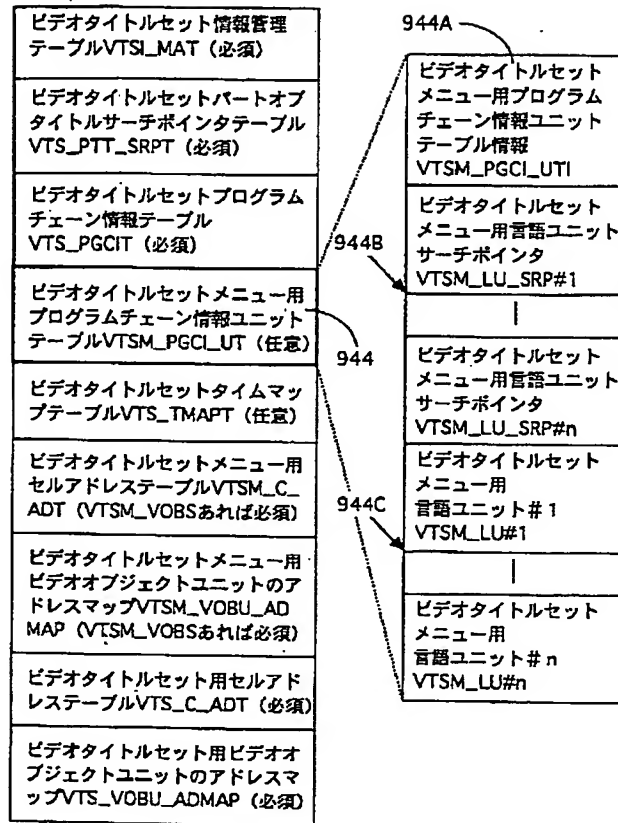 ビデオタイトルセット情報管理
テーブルVTSI_MAT（必須）
ビデオタイトルセットパートオブ
タイトルサーチポインタテーブル
VTS_PTT_SRPT（必須）
ビデオタイトルセットプログラム
チェーン情報テーブル
VTS_PGCIT（必須）
ビデオタイトルセットメニュー用
プログラムチェーン情報ユニット
テーブルVTSM_PGCI_UT（任意）
ビデオタイトルセットタイムマッ
プテーブルVTS_TMAPT（任意）
ビデオタイトルセットメニュー用
セルアドレステーブルVTSM_C_
ADT（VTSM_VOBSあれば必須）
ビデオタイトルセットメニュー用
ビデオオブジェクトユニットのア
ドレスマップVTSM_VOBU_AD
MAP（VTSM_VOBSあれば必須）
ビデオタイトルセット用セルアド
レステーブルVTS_C_ADT（必須）
ビデオタイトルセット用ビデオオ
ブジェクトユニットのアドレスマ
ップVTS_VOBU_ADMAP（必須）
944
944A
ビデオタイトルセット
メニュー用プログラム
チェーン情報ユニット
テーブル情報
VTSM_PGCI_UTI
944B
ビデオタイトルセット
メニュー用言語ユニット
サーチポインタ
VTSM_LU_SRP#1
ビデオタイトルセット
メニュー用言語ユニット
サーチポインタ
VTSM_LU_SRP#n
944C
ビデオタイトルセット
メニュー用
言語ユニット＃1
VTSM_LU#1
ビデオタイトルセット
メニュー用
言語ユニット＃n
VTSM_LU#n